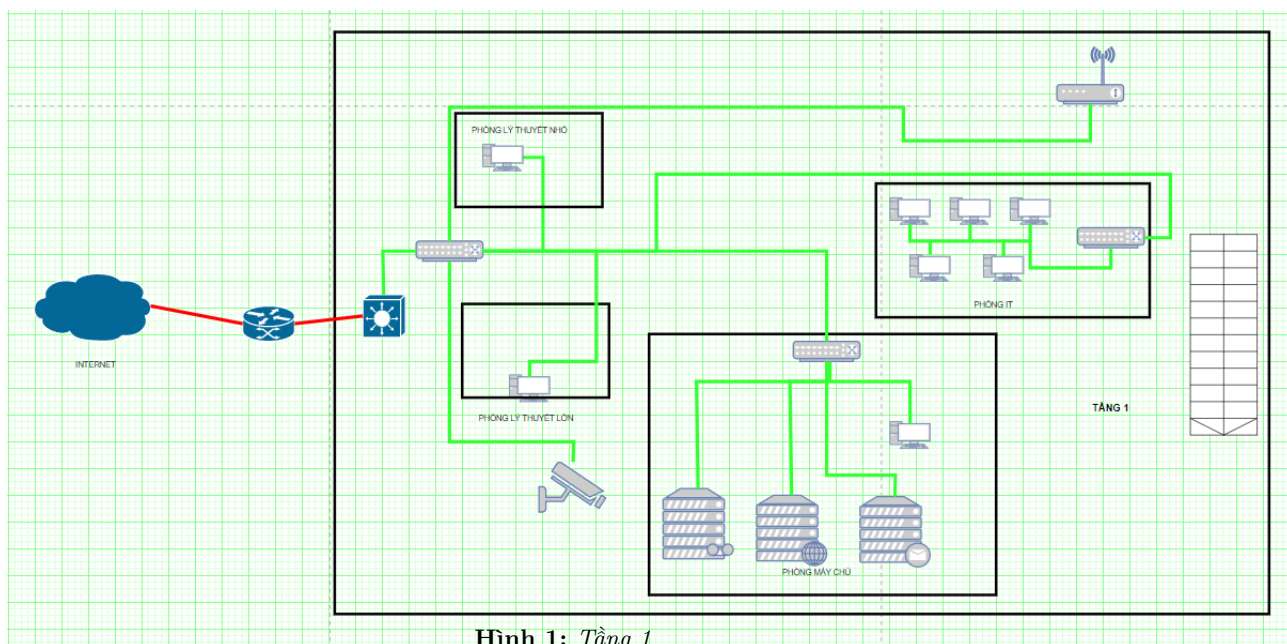 PHÒNG LÝ THUYẾT NHỎ
PHÒNG IT
INTERNET
TẦNG 1
PHÒNG LÝ THUYẾT LỚN
PHÒNG MÁY CHỦ
Hình 1: Tầng 1